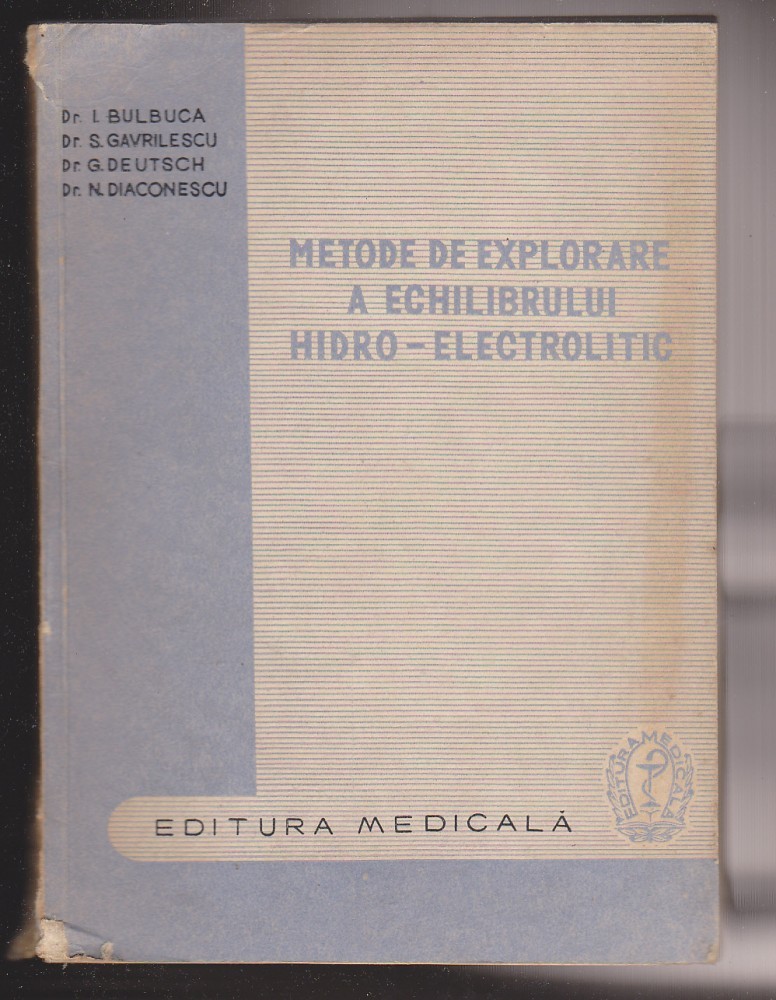 Dr. I. BULBUCA
Dr. S. GAVRILESCU
Dr. G. DEUTSCH
Dr. N. DIACONESCU
METODE DE EXPLORARE
A ECHILIBRULUI
HIDRO-ELECTROLITIC
EDITURA MEDICALĂ
EDITURA MEDICALĂ